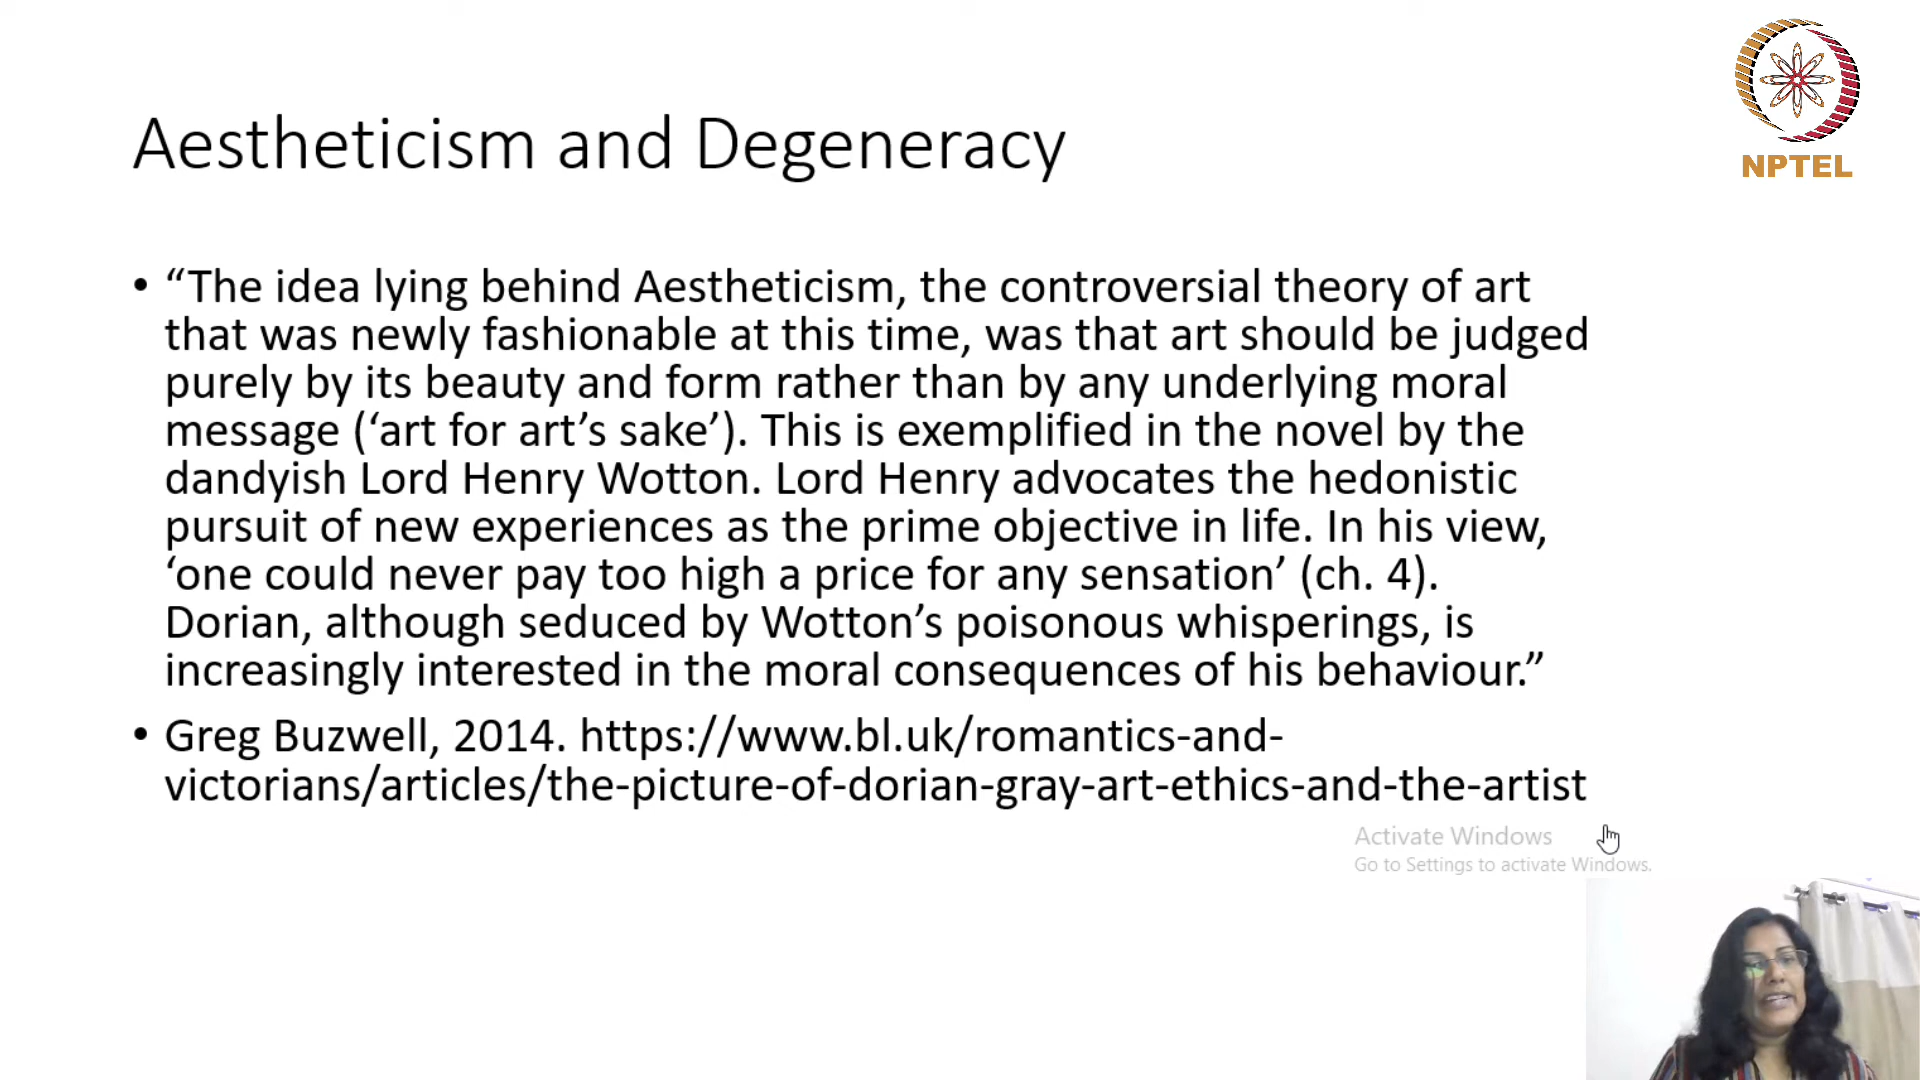 NPTEL
Aestheticism and Degeneracy
• “The idea lying behind Aestheticism, the controversial theory of art
that was newly fashionable at this time, was that art should be judged
purely by its beauty and form rather than by any underlying moral
message (‘art for art’s sake’). This is exemplified in the novel by the
dandyish Lord Henry Wotton. Lord Henry advocates the hedonistic
pursuit of new experiences as the prime objective in life. In his view,
‘one could never pay too high a price for any sensation’ (ch. 4).
Dorian, although seduced by Wotton’s poisonous whisperings, is
increasingly interested in the moral consequences of his behaviour.”
• Greg Buzwell, 2014. https://www.bl.uk/romantics-and-
victorians/articles/the-picture-of-dorian-gray-art-ethics-and-the-artist
Activate Windows
Go to Settings to activate Windows.